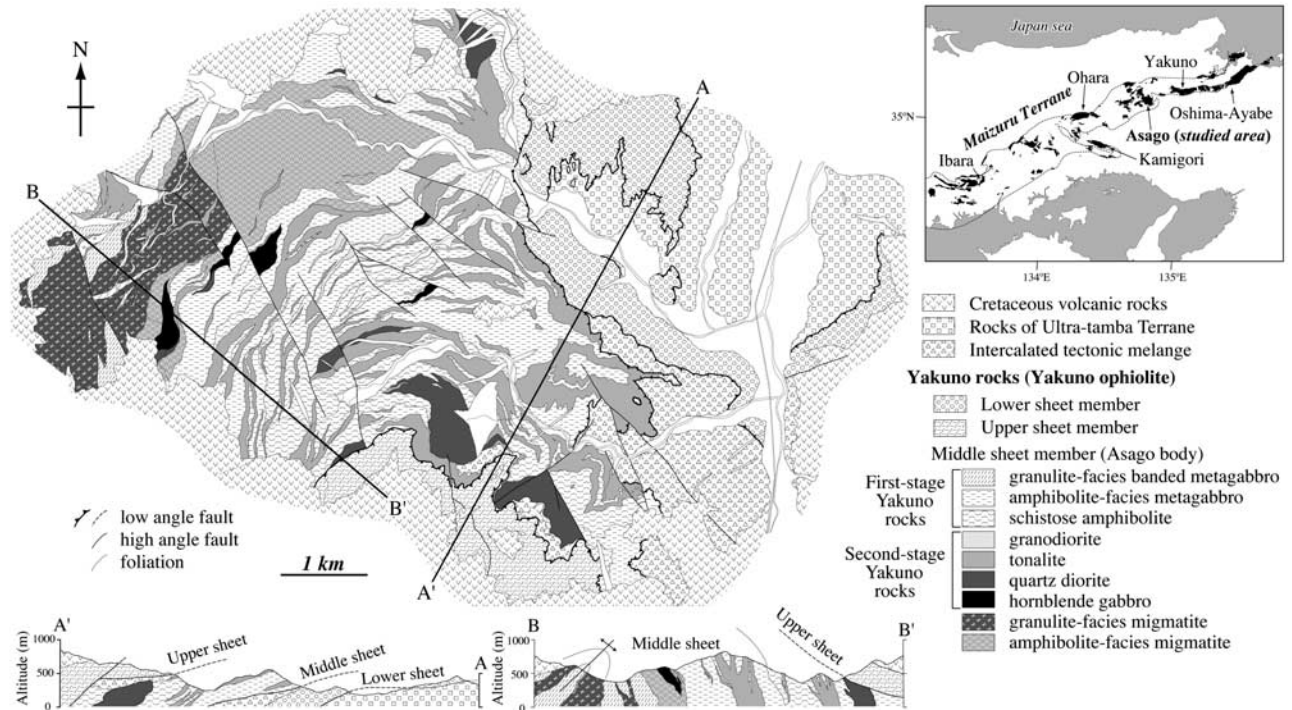 N
A
B
B'
A'
low angle fault
high angle fault
foliation
1 km
Japan sea
Yakuno
Ohara
Maizuru Terrane
Oshima-Ayabe
35°N
Asago (studied area)
Kamigori
Ibara
134°E
135°E
Cretaceous volcanic rocks
Rocks of Ultra-tamba Terrane
Intercalated tectonic melange
Yakuno rocks (Yakuno ophiolite)
Lower sheet member
Upper sheet member
Middle sheet member (Asago body)
First-stage
Yakuno
rocks
granulite-facies banded metagabbro
amphibolite-facies metagabbro
schistose amphibolite
Second-stage
Yakuno
rocks
granodiorite
tonalite
quartz diorite
hornblende gabbro
granulite-facies migmatite
amphibolite-facies migmatite
A'
Altitude (m)
1000
500
0
Upper sheet
Middle sheet
Lower sheet
A
B
Altitude (m)
1000
500
0
Middle sheet
Upper sheet
B'